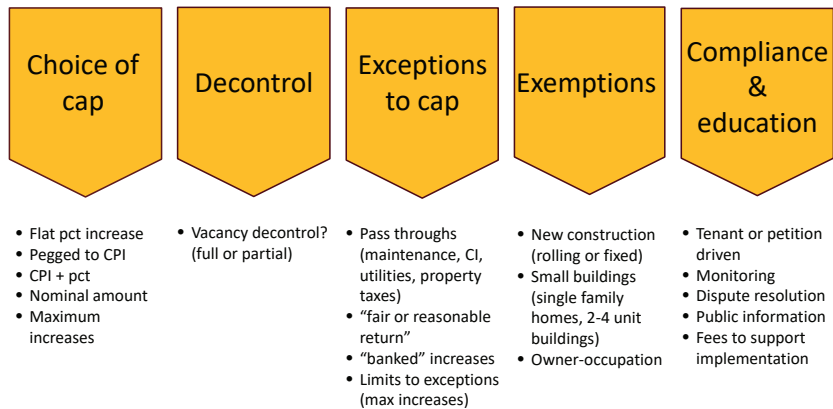 Choice of
cap
• Flat pct increase
• Pegged to CPI
• CPI + pct
• Nominal amount
• Maximum
increases
Decontrol
• Vacancy decontrol?
(full or partial)
Exceptions
to cap
• Pass throughs
(maintenance, CI,
utilities, property
taxes)
• “fair or reasonable
return”
• “banked” increases
• Limits to exceptions
(max increases)
Exemptions
• New construction
(rolling or fixed)
• Small buildings
(single family
homes, 2-4 unit
buildings)
• Owner-occupation
Compliance
&
education
• Tenant or petition
driven
• Monitoring
• Dispute resolution
• Public information
• Fees to support
implementation